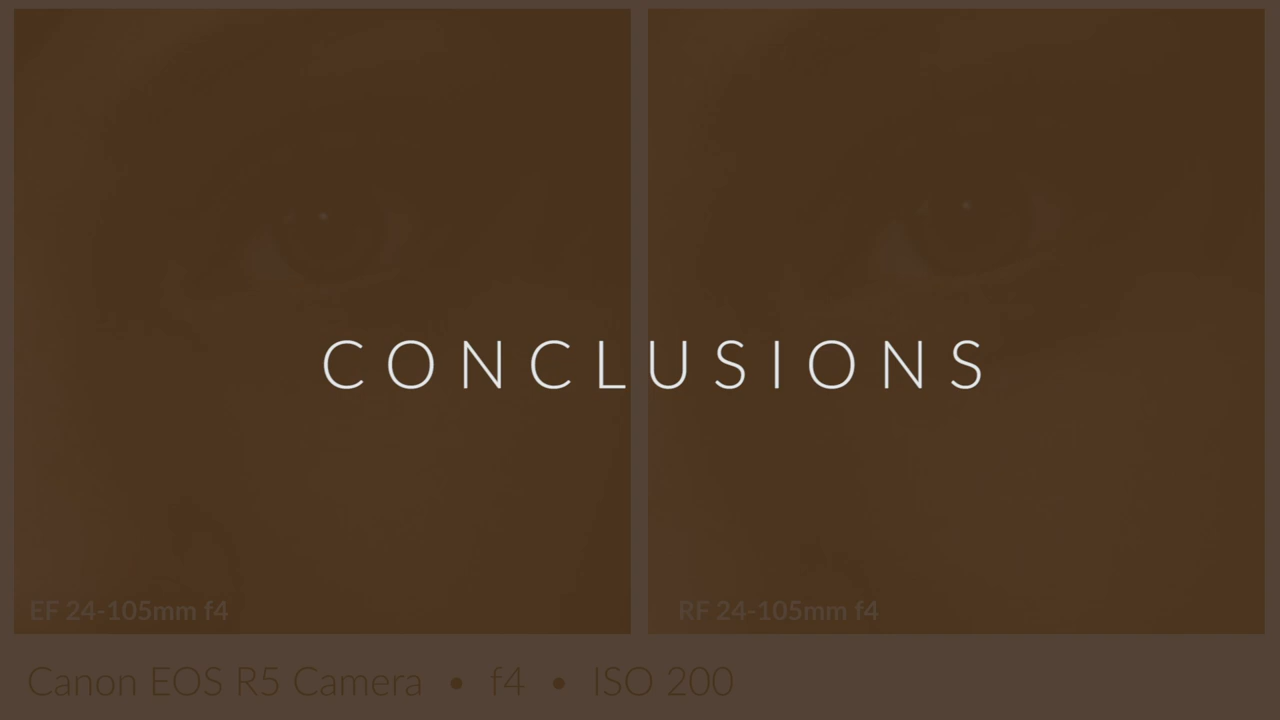 CONCLUSIONS
EF 24-105mm f4
RF 24-105mm f4
Canon EOS R5 Camera • f4 • ISO 200